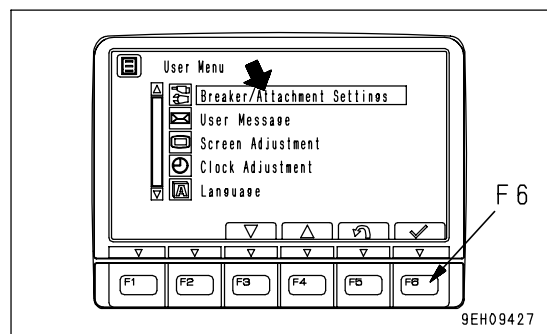 User Menu
Breaker/Attachment Settings
User Message
Screen Adjustment
Clock Adjustment
A Language
F6
F1 F2 F3 F4 F5 F6
9EH09427